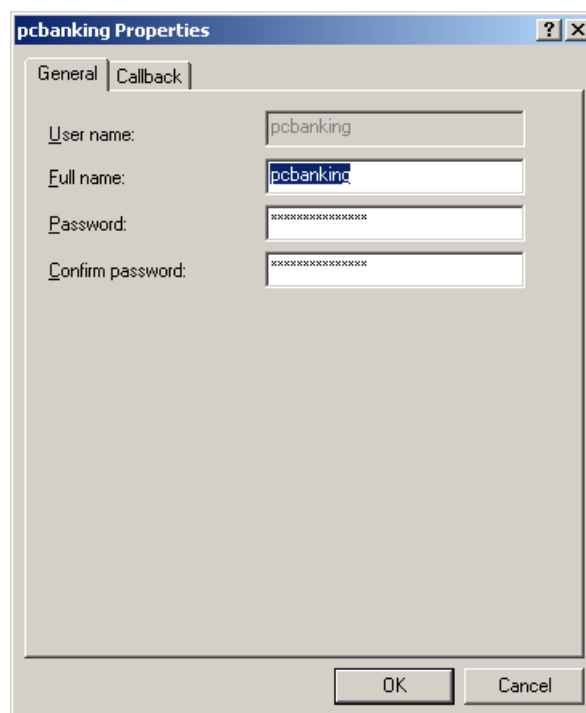 pcbanking Properties
General Callback
User name: pcbanking
Full name: pcbanking
Password: ***************
Confirm password: ***************
OK Cancel